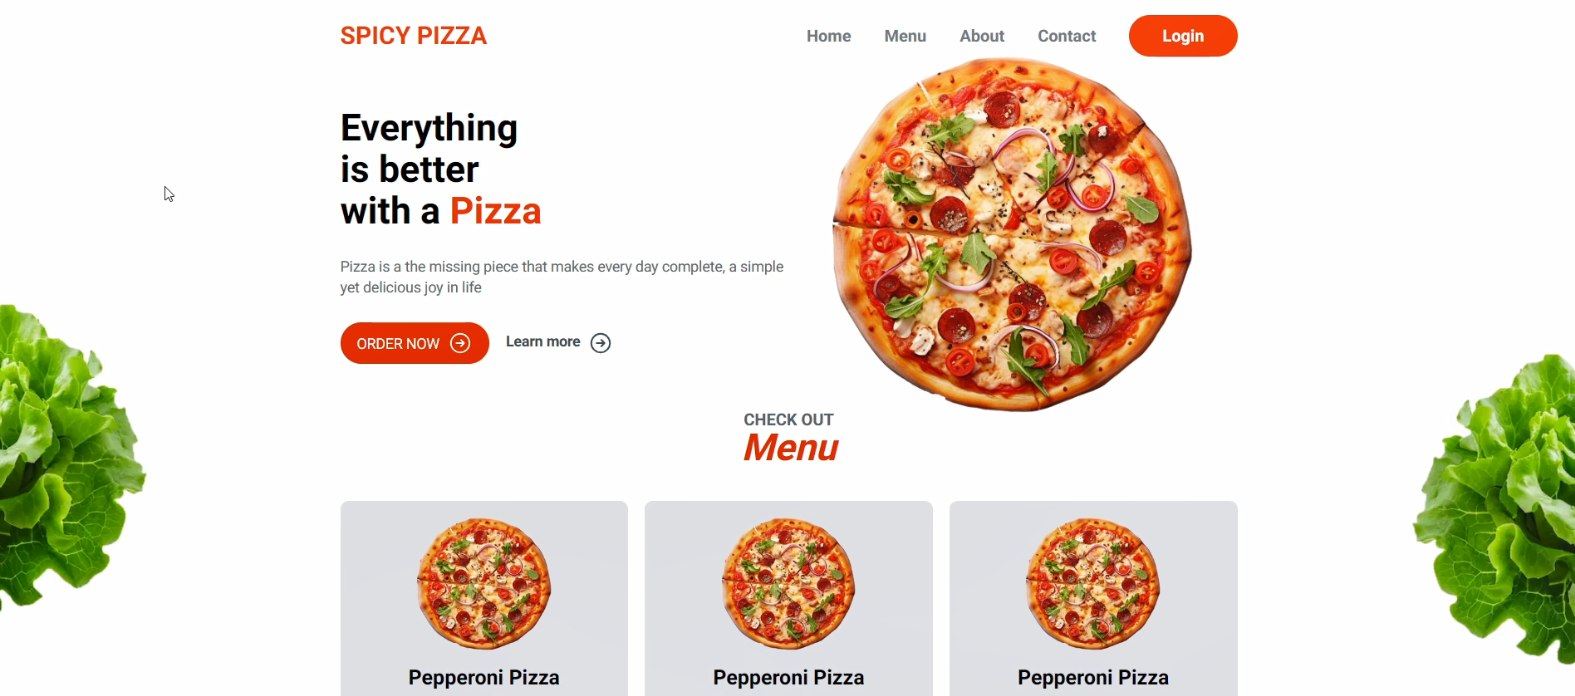 SPICY PIZZA
Home
Menu
About
Contact
Login
Everything
is better
with a Pizza
Pizza is a the missing piece that makes every day complete, a simple
yet delicious joy in life
ORDER NOW
Learn more
CHECK OUT
Menu
Pepperoni Pizza
Pepperoni Pizza
Pepperoni Pizza